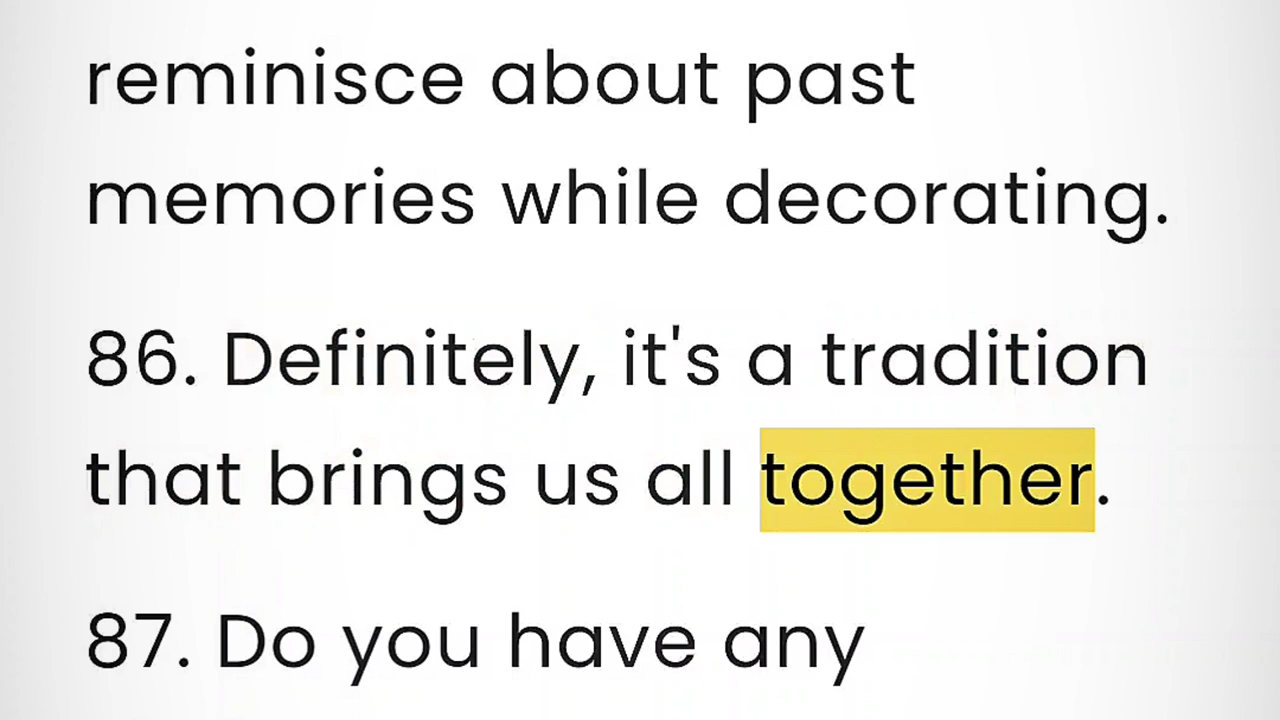 reminisce about past
memories while decorating.
86. Definitely, it's a tradition
that brings us all together.
87. Do you have any